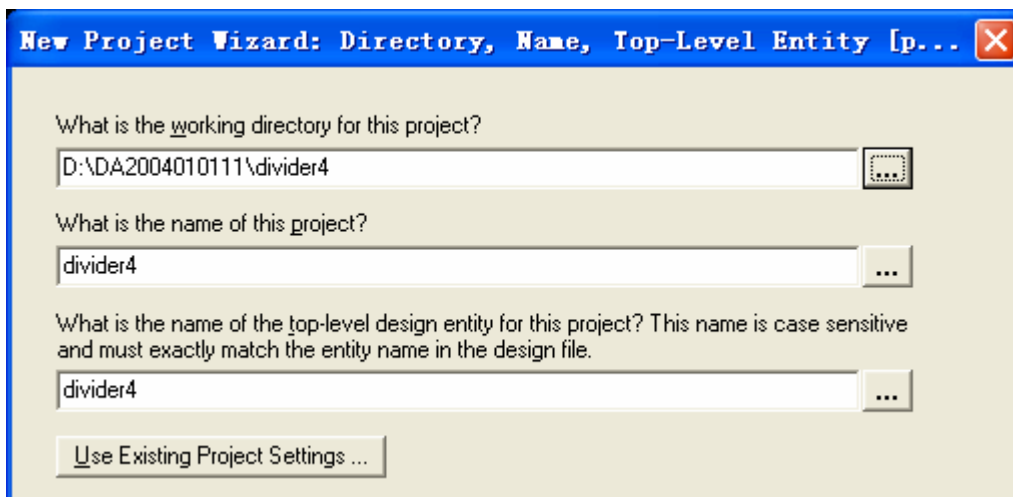 New Project Wizard: Directory, Name, Top-Level Entity [p...
What is the working directory for this project?
D:\DA2004010111\divider4
...
What is the name of this project?
divider4
...
What is the name of the top-level design entity for this project? This name is case sensitive
and must exactly match the entity name in the design file.
divider4
...
Use Existing Project Settings ...